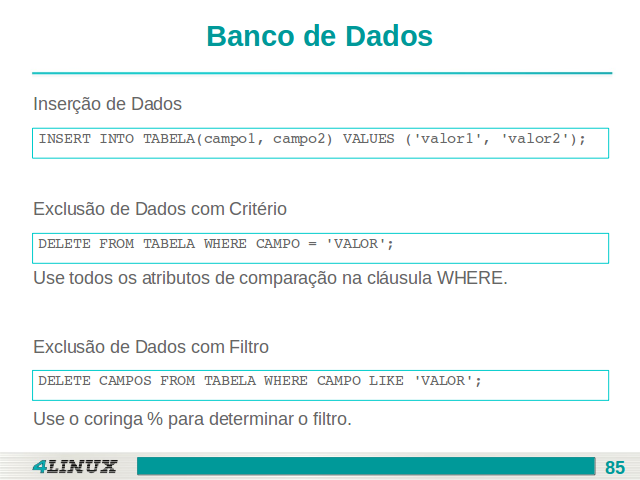 Banco de Dados
Inserção de Dados
INSERT INTO TABELA(campo1, campo2) VALUES ('valor1', 'valor2');
Exclusão de Dados com Critério
DELETE FROM TABELA WHERE CAMPO = 'VALOR';
Use todos os atributos de comparação na cláusula WHERE.
Exclusão de Dados com Filtro
DELETE CAMPOS FROM TABELA WHERE CAMPO LIKE 'VALOR';
Use o coringa % para determinar o filtro.
4LINUX
85